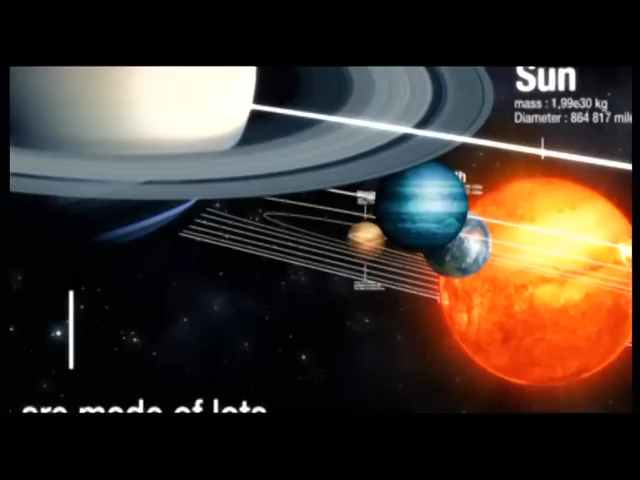 Sun
mass : 1,99e30 kg
Diameter : 864 817 mile
are made of lots